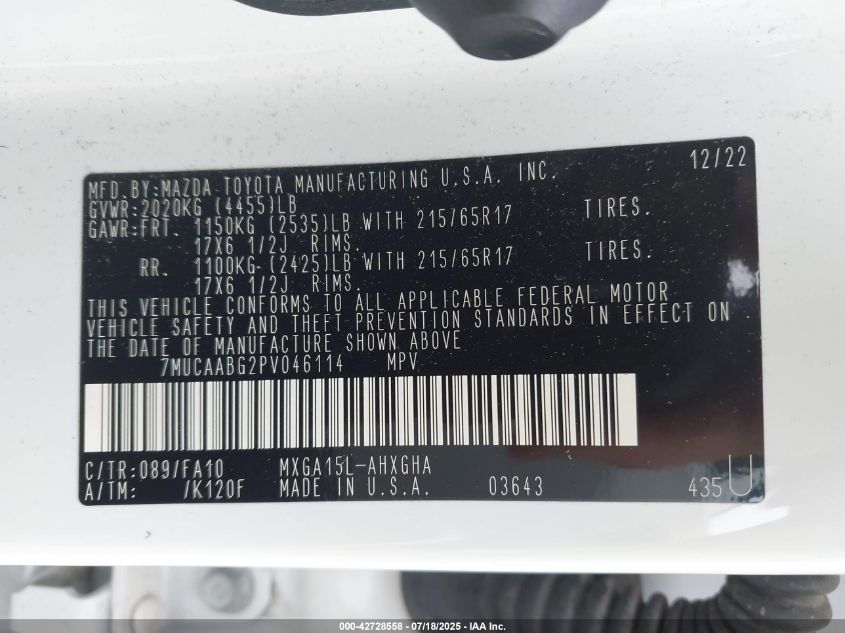 12/22
MFD.BY:MAZDA TOYOTA MANUFACTURING U.S.A. INC.
GVWR:2020KG (4455)LB
GAWR:FRT. 1150KG (2535)LB WITH 215/65R17 TIRES.
17X6 1/2J RIMS.
RR. 1100KG (2425)LB WITH 215/65R17 TIRES.
17X6 1/2J RIMS.
THIS VEHICLE CONFORMS TO ALL APPLICABLE FEDERAL MOTOR
VEHICLE SAFETY AND THEFT PREVENTION STANDARDS IN EFFECT ON
THE DATE OF MANUFACTURE SHOWN ABOVE
7MUCAABG2PV046114 MPV
C/TR:089/FA10 MXGA15L-AHXGHA
A/TM: /K120F MADE IN U.S.A. 03643 435U
000-42728558 - 07/18/2025 - IAA Inc.